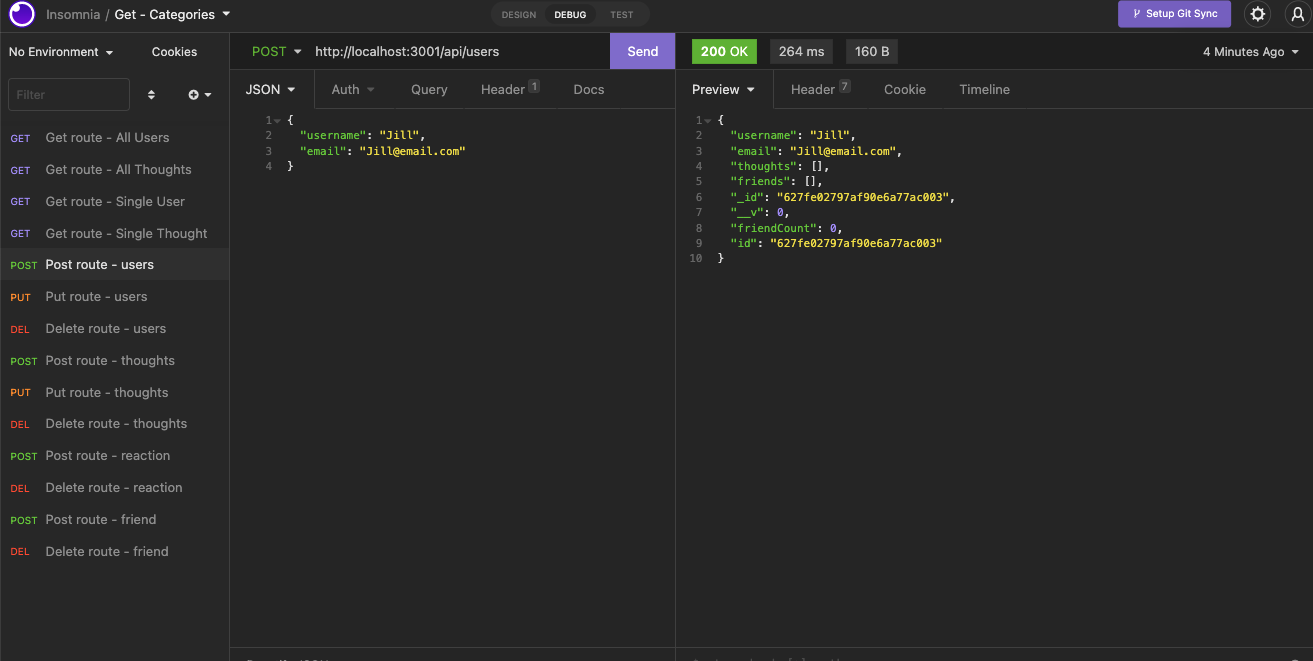 Insomnia / Get - Categories
DESIGN DEBUG TEST
Setup Git Sync
No Environment Cookies
Filter
GET Get route - All Users
GET Get route - All Thoughts
GET Get route - Single User
GET Get route - Single Thought
POST Post route - users
PUT Put route - users
DEL Delete route - users
POST Post route - thoughts
PUT Put route - thoughts
DEL Delete route - thoughts
POST Post route - reaction
DEL Delete route - reaction
POST Post route - friend
DEL Delete route - friend
POST http://localhost:3001/api/users Send
JSON Auth Query Header 1 Docs
1 {
2 "username": "Jill",
3 "email": "Jill@email.com"
4 }
200 OK 264 ms 160 B 4 Minutes Ago
Preview Header 7 Cookie Timeline
1 {
2 "username": "Jill",
3 "email": "Jill@email.com",
4 "thoughts": [],
5 "friends": [],
6 "_id": "627fe02797af90e6a77ac003",
7 "__v": 0,
8 "friendCount": 0,
9 "id": "627fe02797af90e6a77ac003"
10 }